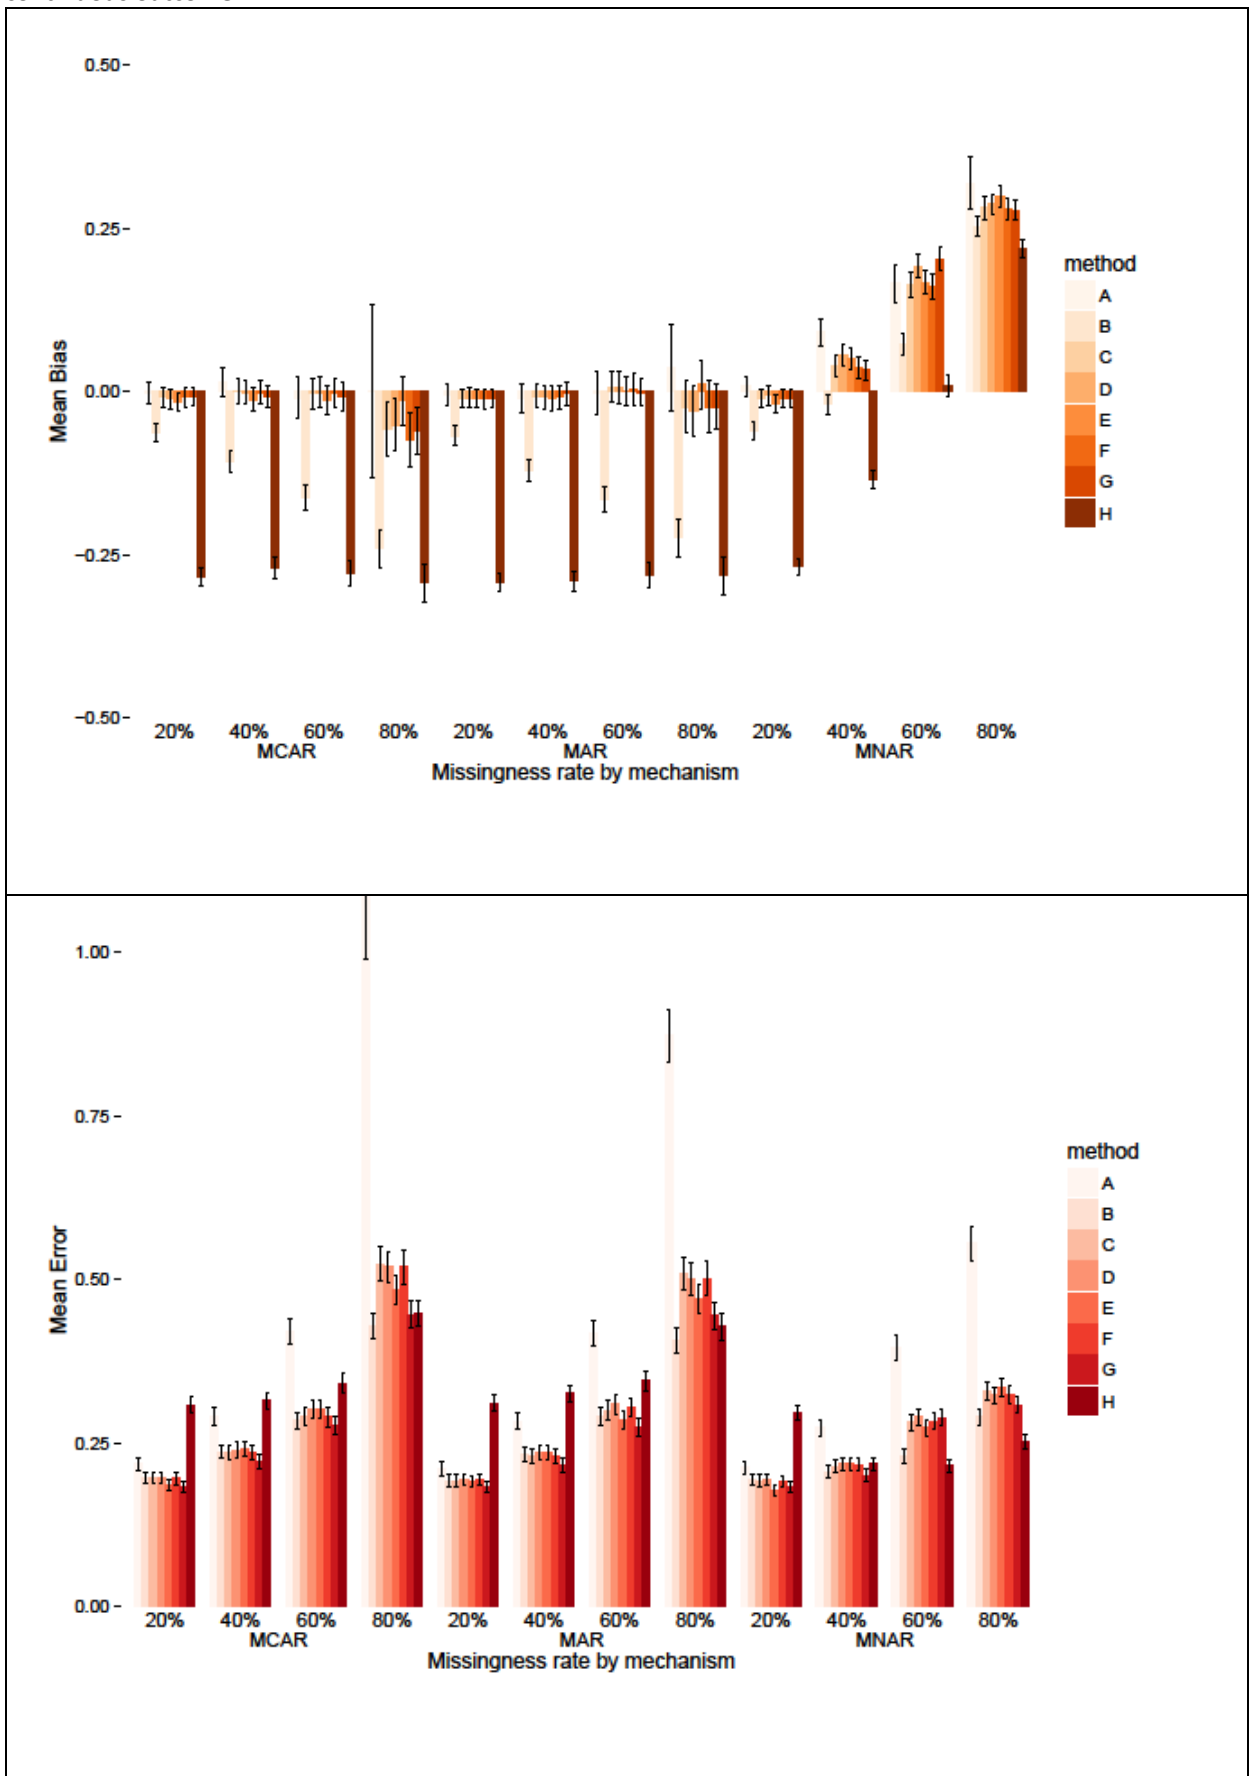 0.50
0.25
0.00
−0.25
−0.50
Mean Bias
20% 40% 60% 80% 20% 40% 60% 80% 20% 40% 60% 80%
MCAR MAR MNAR
Missingness rate by mechanism
method
A
B
C
D
E
F
G
H
1.00
0.75
0.50
0.25
0.00
Mean Error
20% 40% 60% 80% 20% 40% 60% 80% 20% 40% 60% 80%
MCAR MAR MNAR
Missingness rate by mechanism
method
A
B
C
D
E
F
G
H